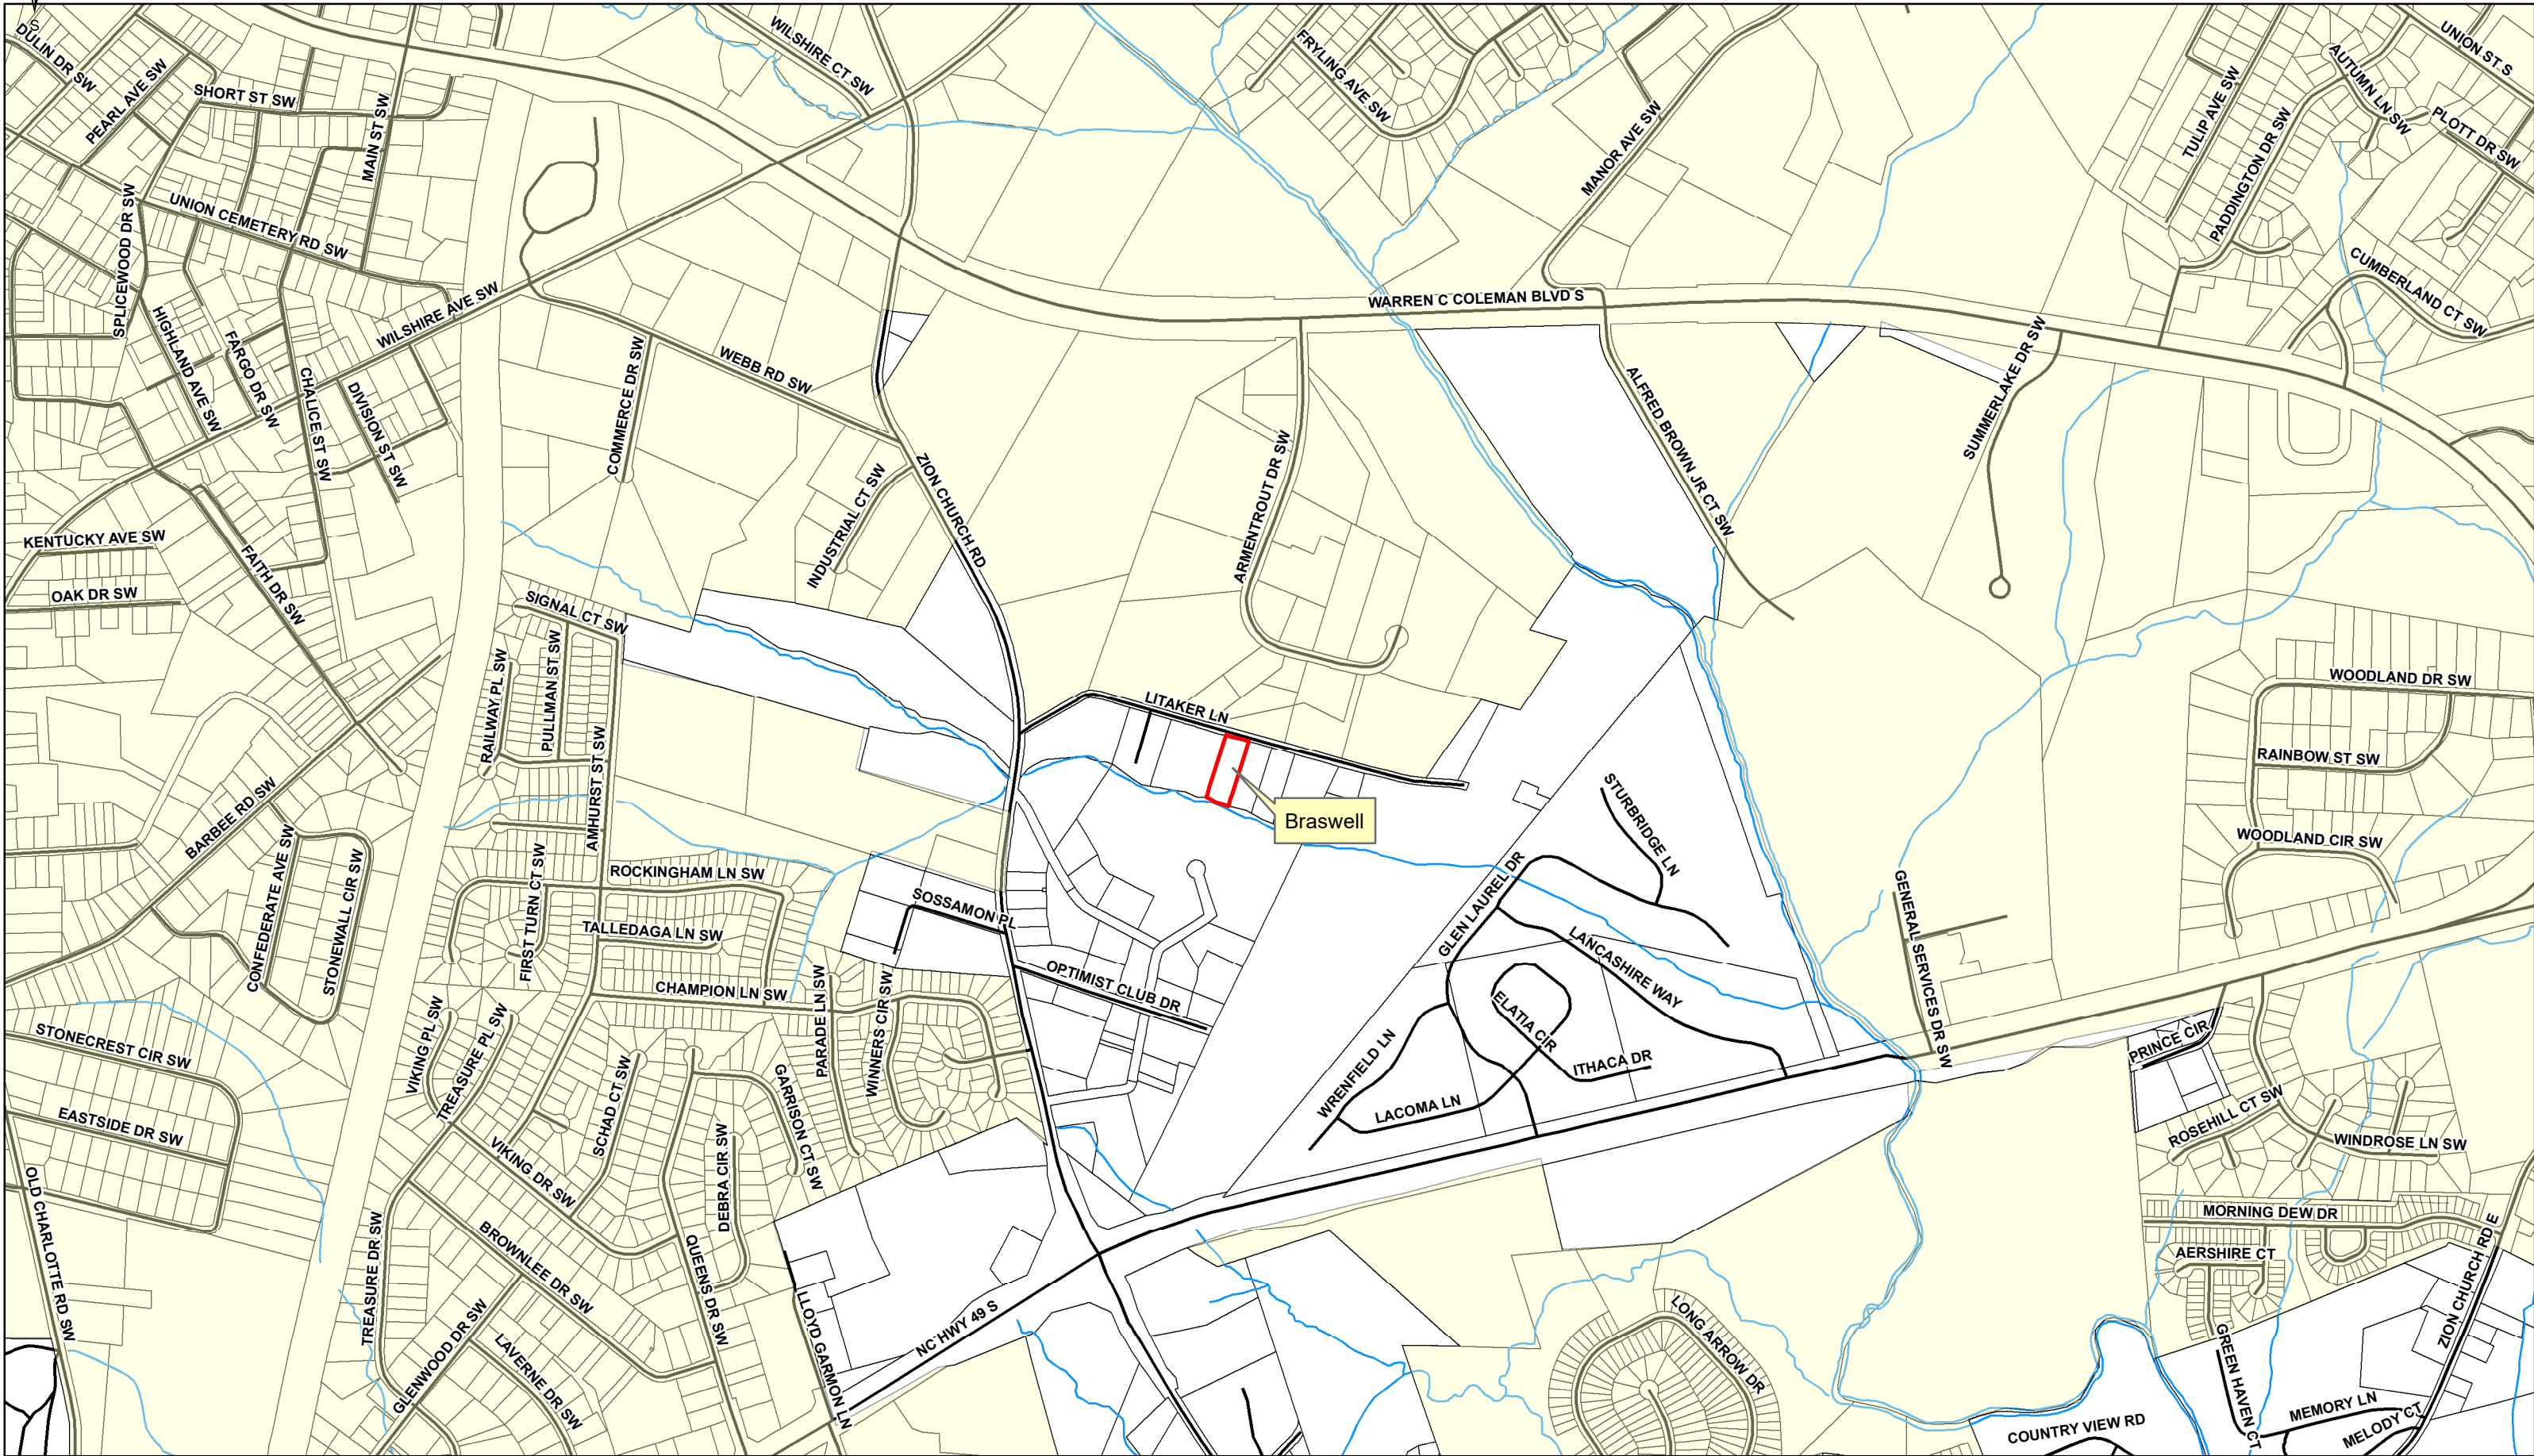 S
DULIN DR SW
PEARL AVE SW
SHORT ST SW
MAIN ST SW
WILSHIRE CT SW
FRYLING AVE SW
MANOR AVE SW
TULIP AVE SW
PADDINGTON DR SW
AUTUMN LN SW
UNION ST S
PLOTT DR SW
CUMBERLAND CT SW
SPLICEWOOD DR SW
UNION CEMETERY RD SW
HIGHLAND AVE SW
FARGO DR SW
CHALICE ST SW
DIVISION ST SW
WILSHIRE AVE SW
WARREN C COLEMAN BLVD S
COMMERCE DR SW
WEBB RD SW
INDUSTRIAL CT SW
ZION CHURCH RD
ARMENTROUT DR SW
ALFRED BROWN JR CT SW
SUMMERLAKE DR SW
KENTUCKY AVE SW
OAK DR SW
FAITH DR SW
SIGNAL CT SW
RAILWAY PL SW
PULLMAN ST SW
AMHURST ST SW
LITAKER LN
Braswell
WOODLAND DR SW
RAINBOW ST SW
WOODLAND CIR SW
BARBEE RD SW
CONFEDERATE AVE SW
STONEWALL CIR SW
FIRST TURN CT SW
ROCKINGHAM LN SW
TALLEDAGA LN SW
CHAMPION LN SW
SOSSAMON PL
OPTIMIST CLUB DR
STURBRIDGE LN
GLEN LAUREL DR
LANCASHIRE WAY
ELATIA CIR
ITHACA DR
WRENFIELD LN
LACOMA LN
GENERAL SERVICES DR SW
PRINCE CIR
ROSEHILL CT SW
WINDROSE LN SW
STONECREST CIR SW
EASTSIDE DR SW
VIKING PL SW
TREASURE PL SW
VIKING DR SW
SCHAD CT SW
PARADE LN SW
WINNERS CIR SW
GARRISON CT SW
DEBRA CIR SW
QUEENS DR SW
OLD CHARLOTTE RD SW
TREASURE DR SW
BROWNLEE DR SW
GLENWOOD DR SW
LAVERNE DR SW
LLOYD GARMON LN
NC HWY 49 S
LONG ARROW DR
MORNING DEW DR
AERSHIRE CT
GREEN HAVEN CT
ZION CHURCH RD E
COUNTRY VIEW RD
MEMORY LN
MELODY CT